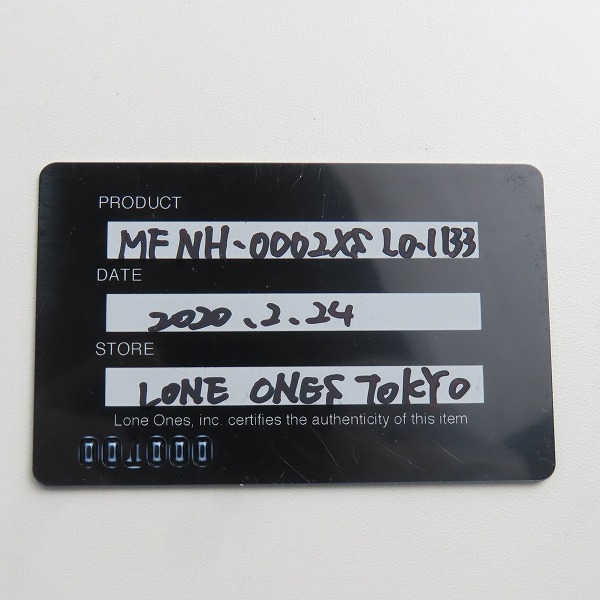 PRODUCT
MFNH-0002XS LO.1133
DATE
2020.2.24
STORE
LONE ONES TOKYO
Lone Ones, inc. certifies the authenticity of this item
001000